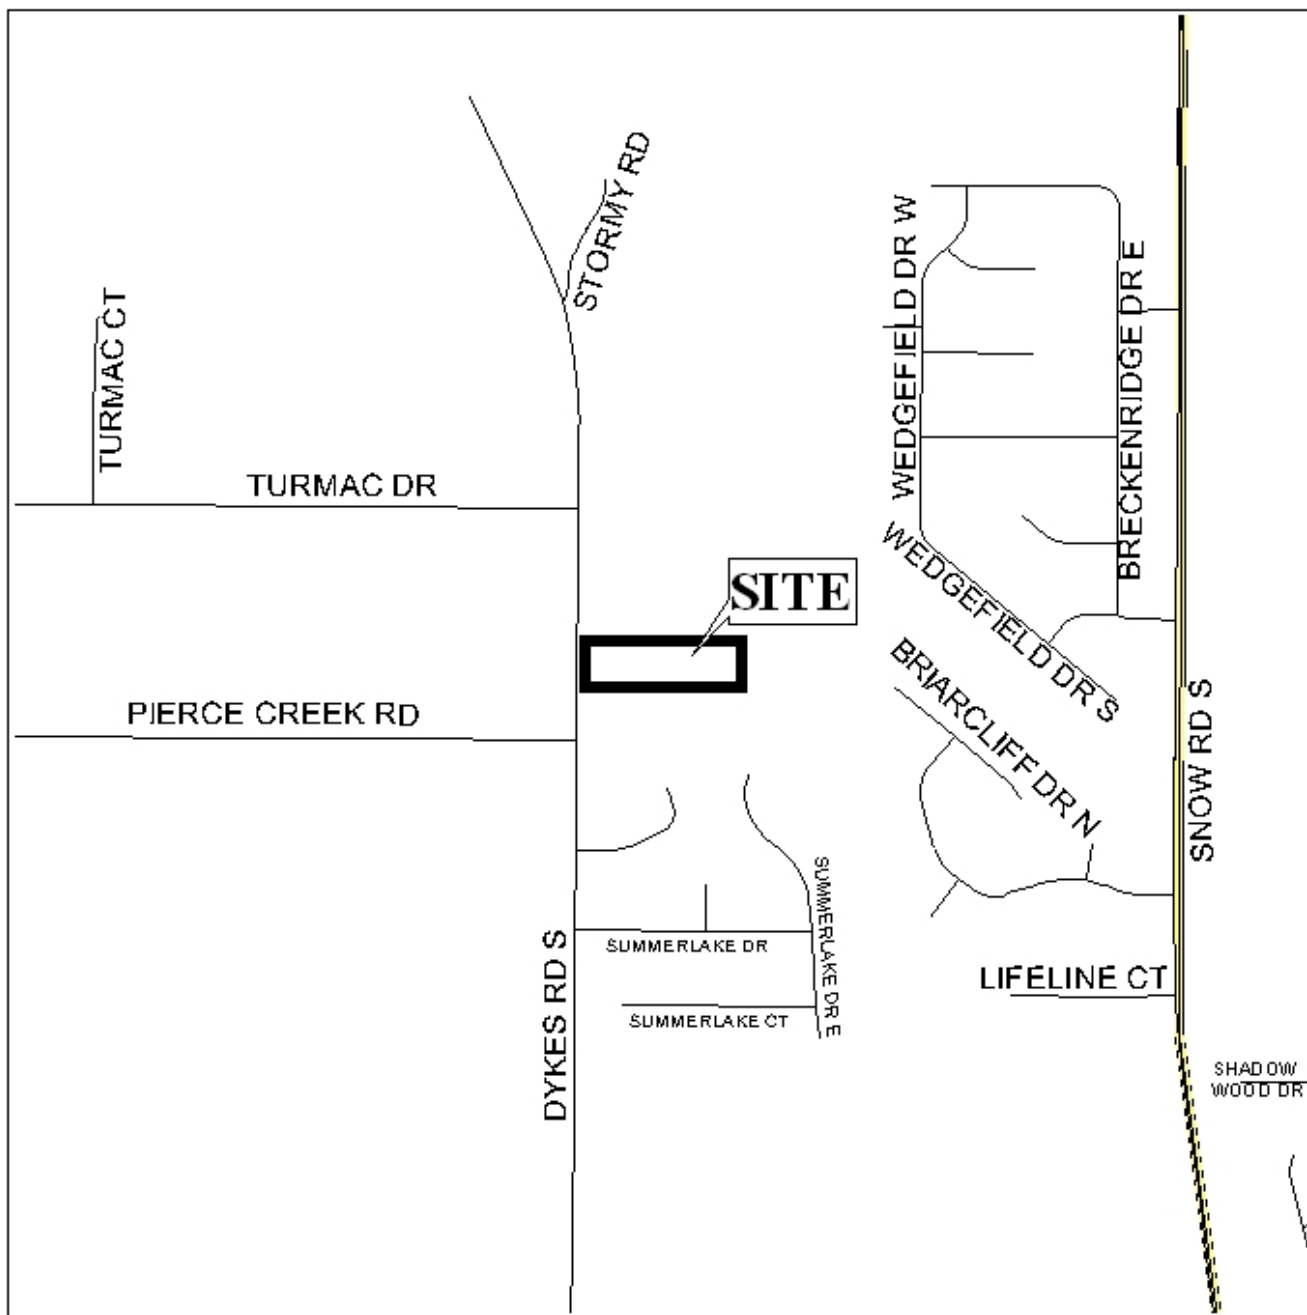 STORMY RD
WEDGEFIELD DR W
BRECKENRIDGE DR E
TURMAC CT
TURMAC DR
WEDGEFIELD DR S
SITE
BRIARCLIFF DR N
PIERCE CREEK RD
SNOW RD S
SUMMERLAKE DR E
DYKES RD S
SUMMERLAKE DR
LIFELINE CT
SUMMERLAKE CT
SHADOW
WOOD DR